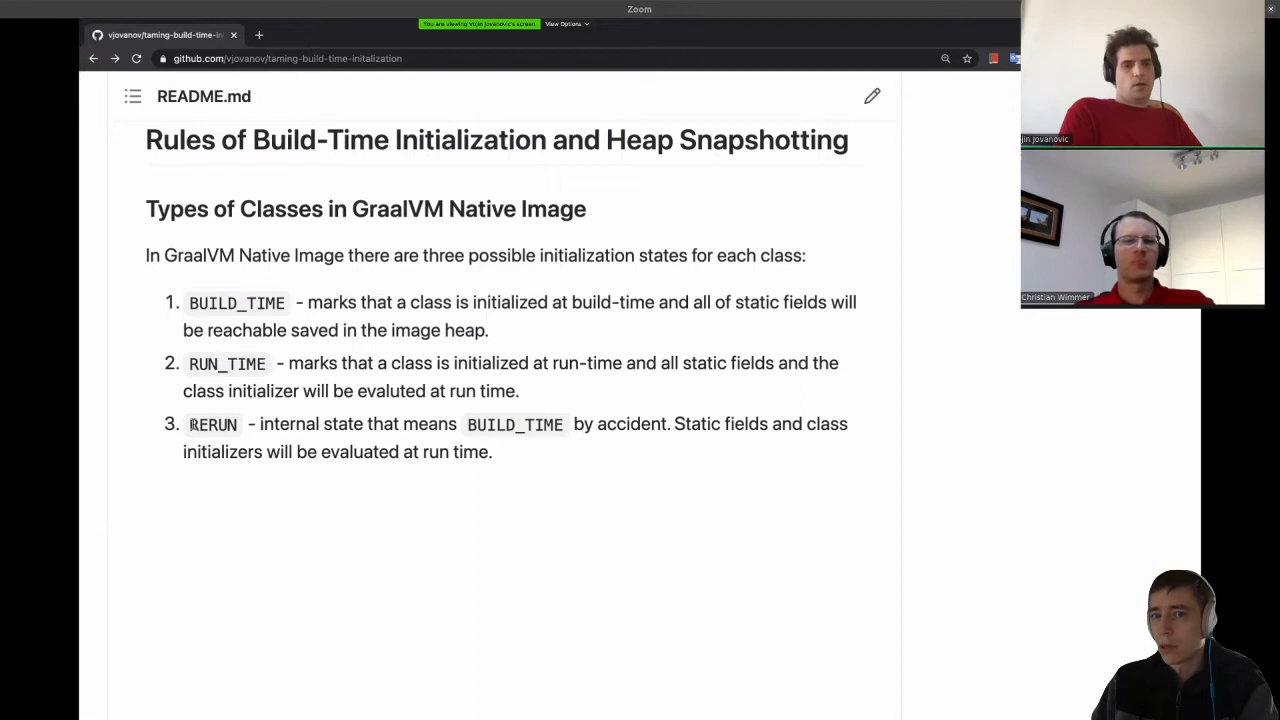 Zoom
You are viewing Vojin Jovanovic's screen
View Options
vjovanov/taming-build-time-in
github.com/vjovanov/taming-build-time-initalization
README.md
Rules of Build-Time Initialization and Heap Snapshotting
Types of Classes in GraalVM Native Image
In GraalVM Native Image there are three possible initialization states for each class:
1. BUILD_TIME - marks that a class is initialized at build-time and all of static fields will
be reachable saved in the image heap.
2. RUN_TIME - marks that a class is initialized at run-time and all static fields and the
class initializer will be evaluted at run time.
3. RERUN - internal state that means BUILD_TIME by accident. Static fields and class
initializers will be evaluated at run time.
jin Jovanovic
Christian Wimmer